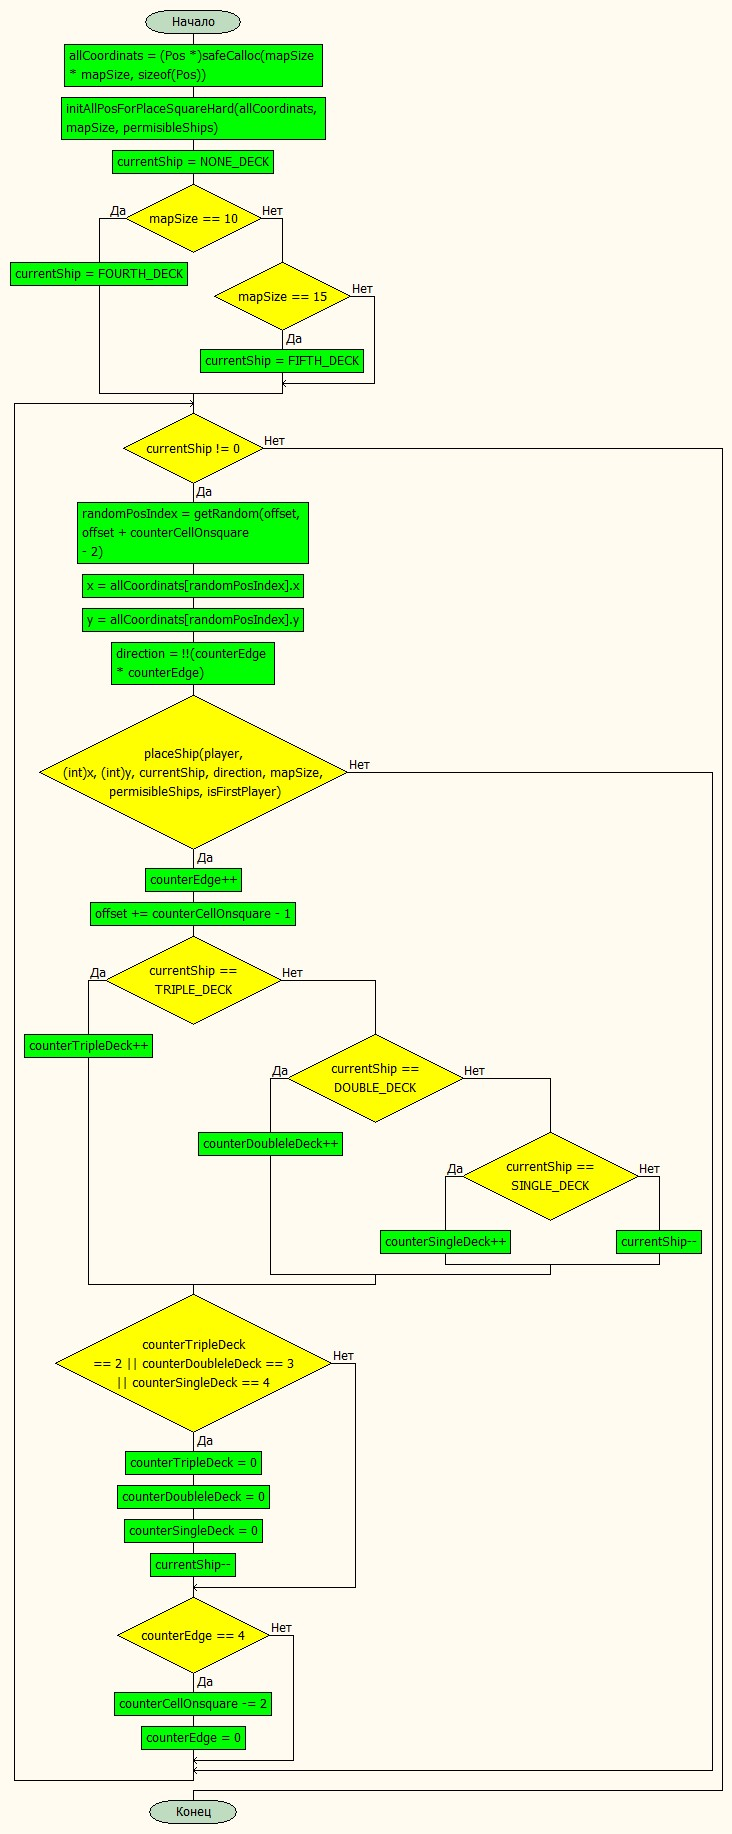 Начало
allCoordinats = (Pos *)safeCalloc(mapSize
* mapSize, sizeof(Pos))
initAllPosForPlaceSquareHard(allCoordinats,
mapSize, permisibleShips)
currentShip = NONE_DECK
mapSize == 10
Да
Нет
currentShip = FOURTH_DECK
mapSize == 15
Нет
Да
currentShip = FIFTH_DECK
currentShip != 0
Нет
Да
randomPosIndex = getRandom(offset,
offset + counterCellOnsquare
- 2)
x = allCoordinats[randomPosIndex].x
y = allCoordinats[randomPosIndex].y
direction = !!(counterEdge
* counterEdge)
placeShip(player,
(int)x, (int)y, currentShip, direction, mapSize,
permisibleShips, isFirstPlayer)
Нет
Да
counterEdge++
offset += counterCellOnsquare - 1
currentShip ==
TRIPLE_DECK
Да
Нет
counterTripleDeck++
currentShip ==
DOUBLE_DECK
Да
Нет
counterDoubleleDeck++
currentShip ==
SINGLE_DECK
Да
Нет
counterSingleDeck++
currentShip--
counterTripleDeck
== 2 || counterDoubleleDeck == 3
|| counterSingleDeck == 4
Нет
Да
counterTripleDeck = 0
counterDoubleleDeck = 0
counterSingleDeck = 0
currentShip--
counterEdge == 4
Нет
Да
counterCellOnsquare -= 2
counterEdge = 0
Конец